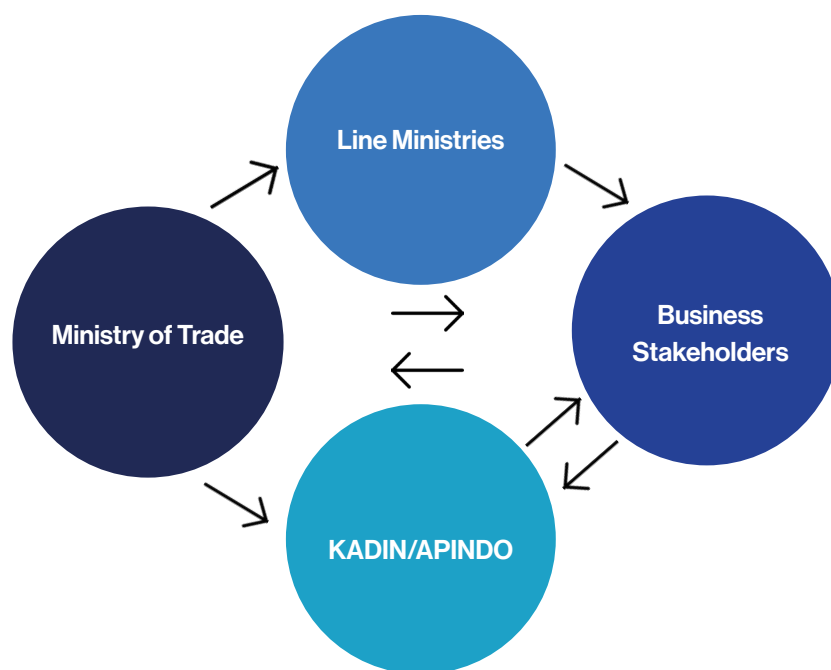 Line Ministries
Ministry of Trade
Business
Stakeholders
KADIN/APINDO